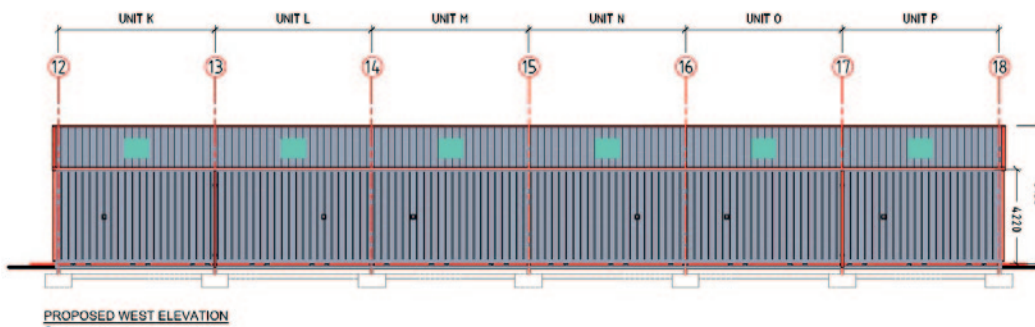 UNIT K UNIT L UNIT M UNIT N UNIT O UNIT P
12 13 14 15 16 17 18
4220
PROPOSED WEST ELEVATION